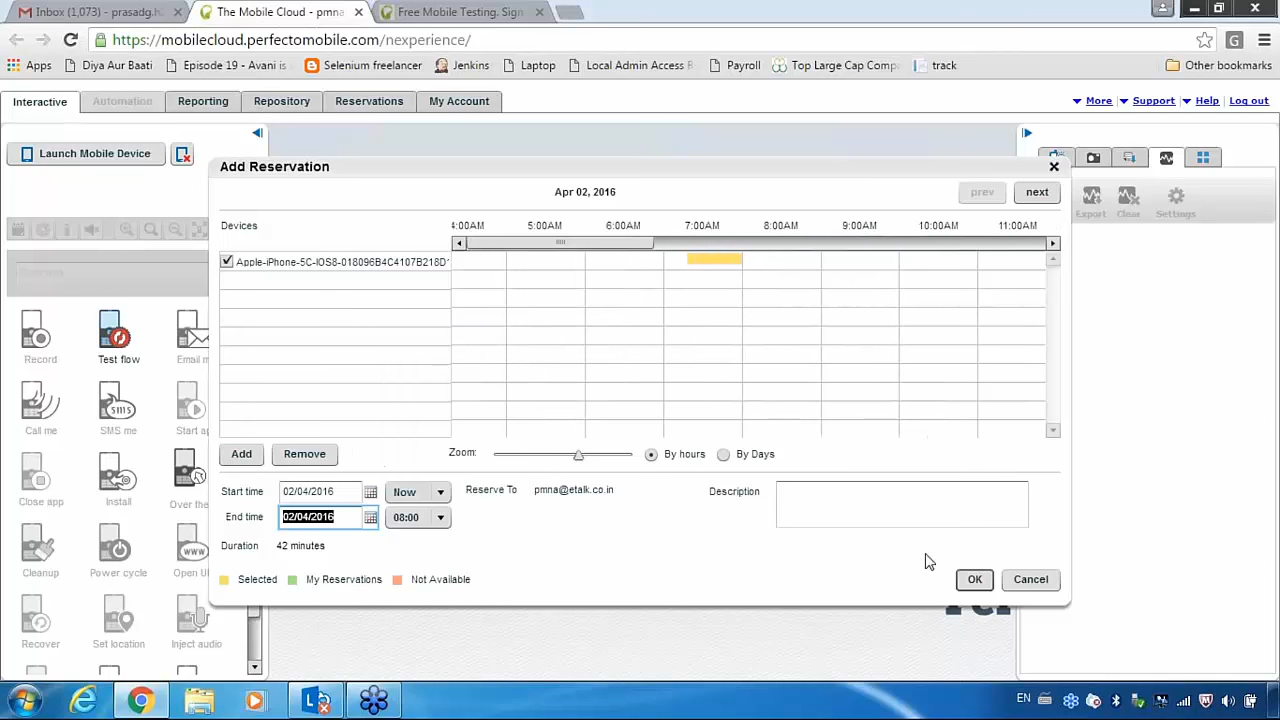 Inbox (1,073) - prasadg.h
The Mobile Cloud - pmna
Free Mobile Testing. Sign
https://mobilecloud.perfectomobile.com/nexperience/
Apps
Diya Aur Baati
Episode 19 - Avani is
Selenium freelancer
Jenkins
Laptop
Local Admin Access R
Payroll
Top Large Cap Comp
track
Other bookmarks
Interactive
Automation
Reporting
Repository
Reservations
My Account
More
Support
Help
Log out
Launch Mobile Device
Add Reservation
Apr 02, 2016
prev
next
Devices
4:00AM 5:00AM 6:00AM 7:00AM 8:00AM 9:00AM 10:00AM 11:00AM
Apple-iPhone-5C-IOS8-018096B4C4107B218D
Export
Clear
Settings
Record
Test flow
Email m
Call me
SMS me
Start ap
Close app
Install
Over the
Cleanup
Power cycle
Open U
Recover
Set location
Inject audio
Add
Remove
Zoom:
By hours
By Days
Start time 02/04/2016 Now
Reserve To pmna@etalk.co.in
Description
End time 02/04/2016 08:00
Duration 42 minutes
Selected
My Reservations
Not Available
OK
Cancel
EN